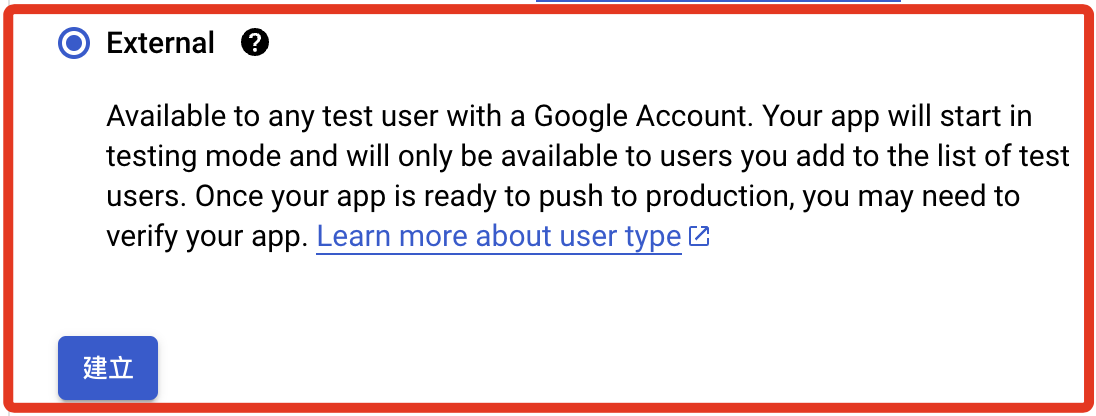 External
Available to any test user with a Google Account. Your app will start in
testing mode and will only be available to users you add to the list of test
users. Once your app is ready to push to production, you may need to
verify your app. Learn more about user type
建立